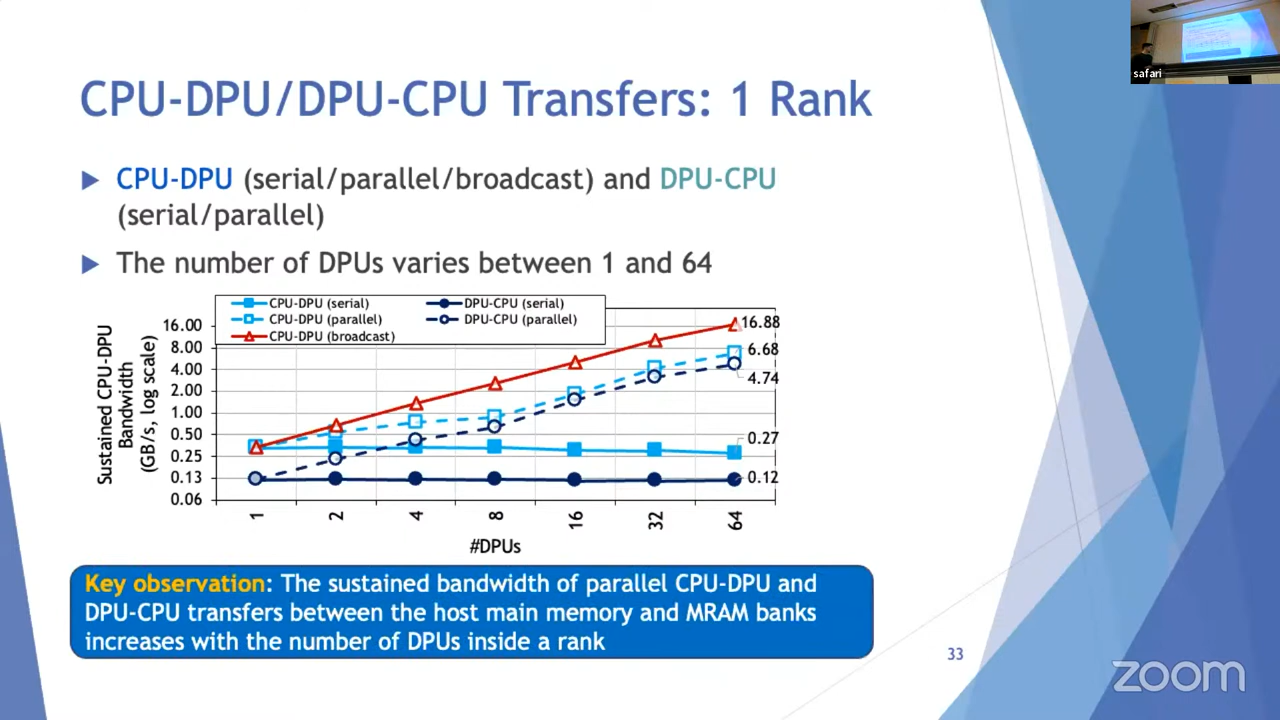 safari
CPU-DPU/DPU-CPU Transfers: 1 Rank
CPU-DPU (serial/parallel/broadcast) and DPU-CPU
(serial/parallel)
The number of DPUs varies between 1 and 64
CPU-DPU (serial)
DPU-CPU (serial)
CPU-DPU (parallel)
DPU-CPU (parallel)
CPU-DPU (broadcast)
Sustained CPU-DPU
Bandwidth
(GB/s, log scale)
16.00
8.00
4.00
2.00
1.00
0.50
0.25
0.13
0.06
16.88
6.68
4.74
0.27
0.12
1 2 4 8 16 32 64
#DPUs
Key observation: The sustained bandwidth of parallel CPU-DPU and
DPU-CPU transfers between the host main memory and MRAM banks
increases with the number of DPUs inside a rank
33
zoom